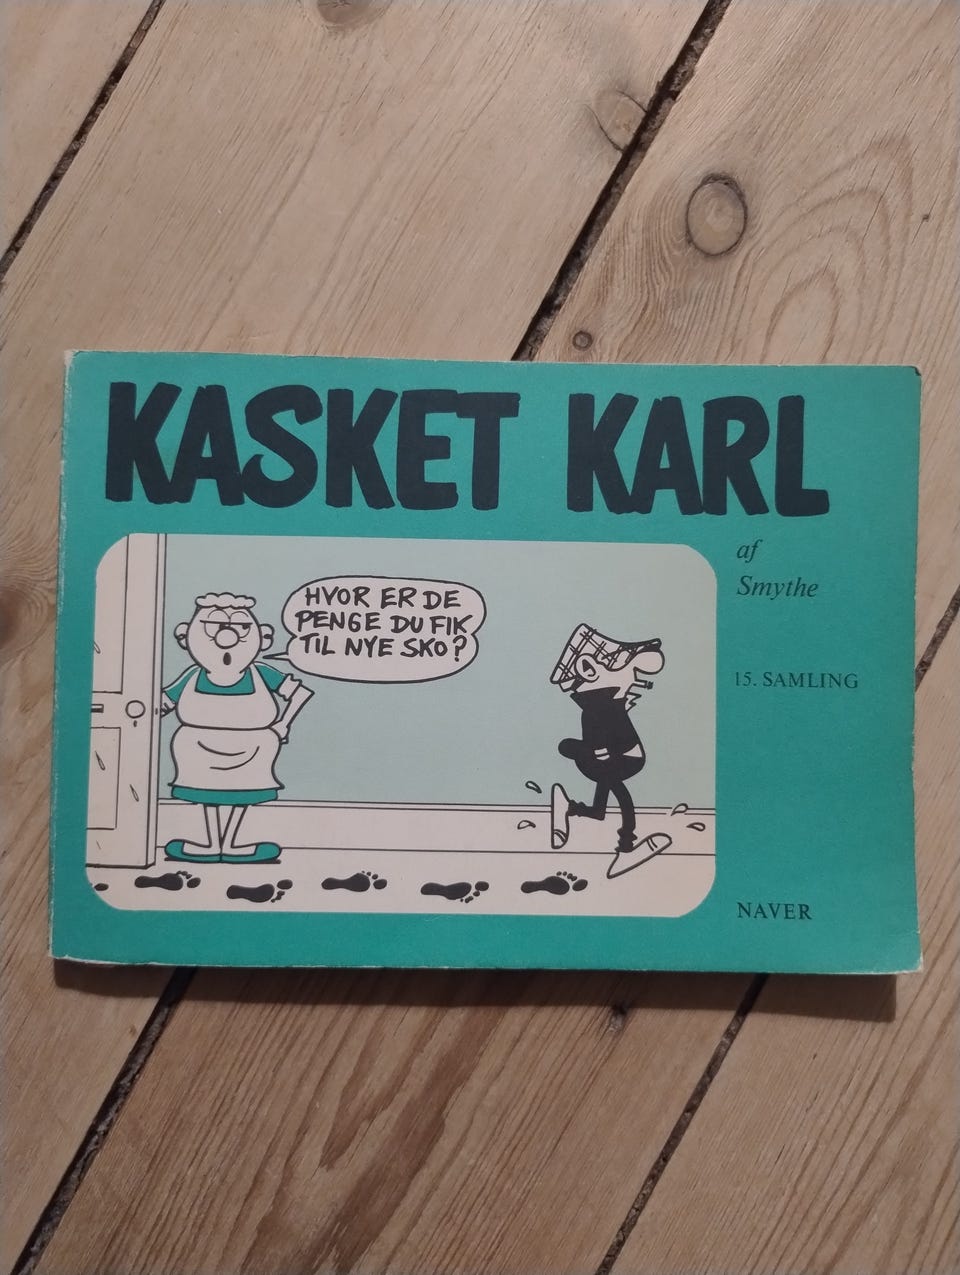 KASKET KARL
af
Smythe
HVOR ER DE
PENGE DU FIK
TIL NYE SKO?
15. SAMLING
NAVER